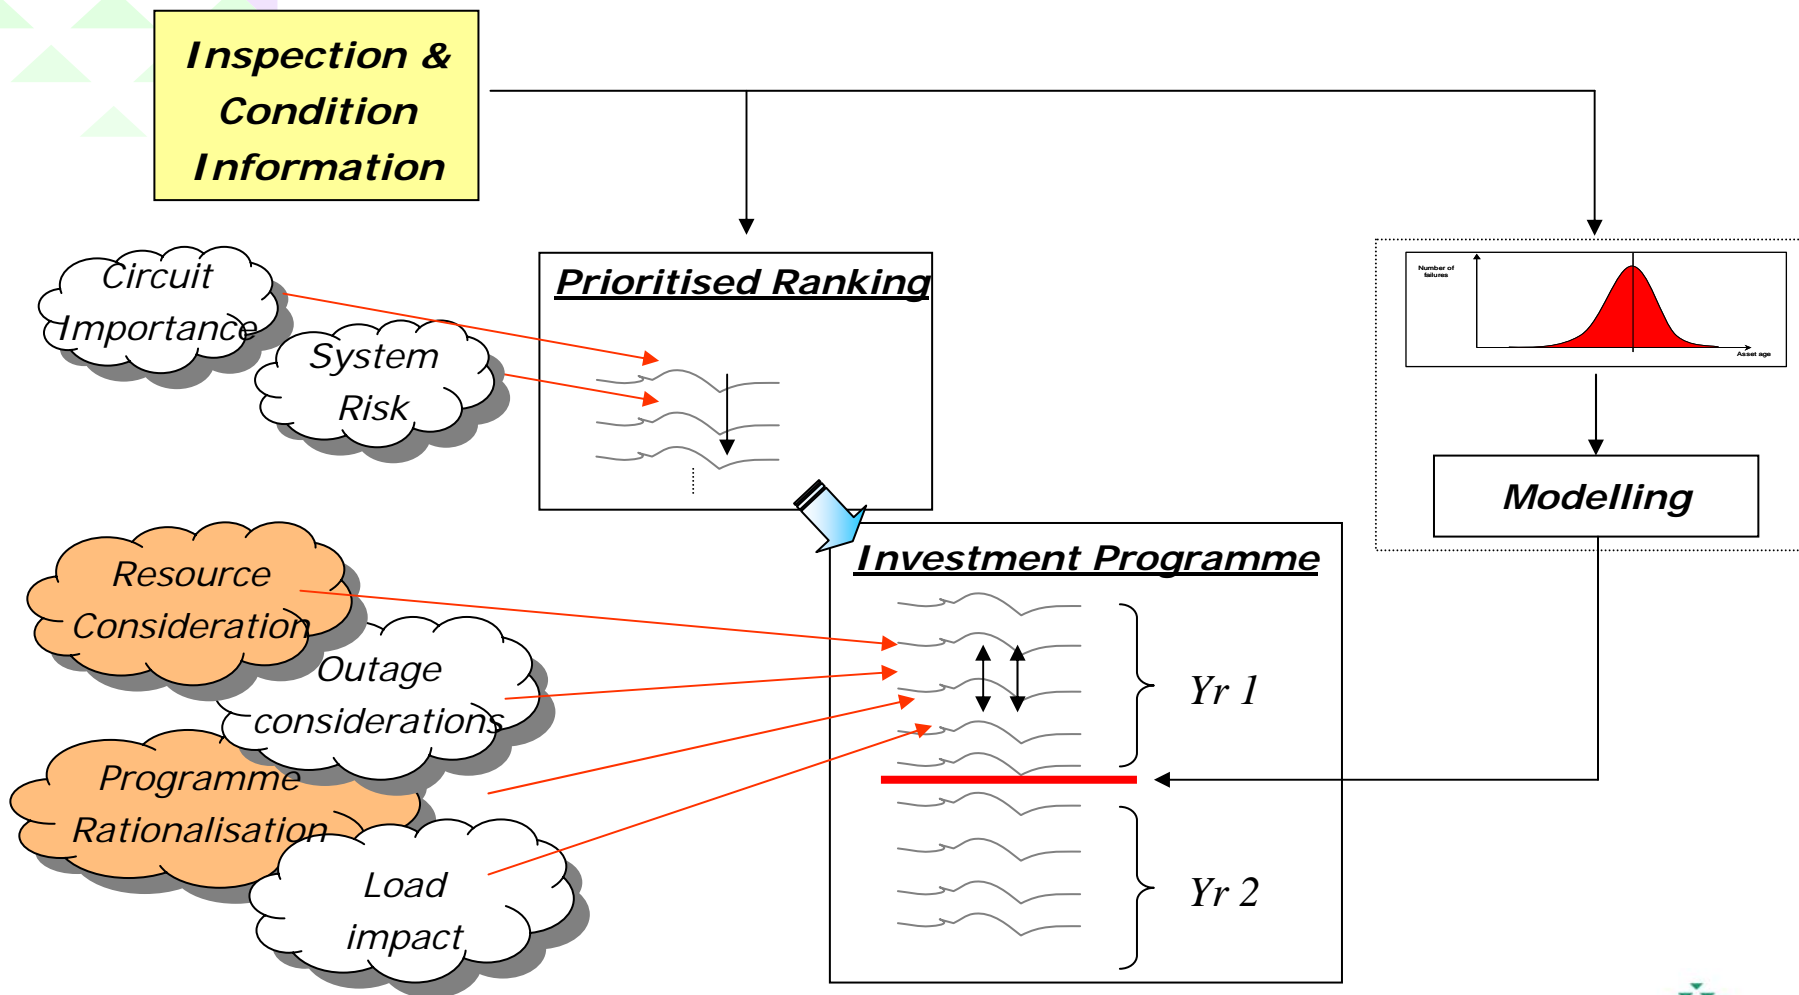 Inspection &
Condition
Information
Circuit
Importance
System
Risk
Prioritised Ranking
Number of
failures
Asset age
Modelling
Resource
Consideration
Outage
considerations
Programme
Rationalisation
Load
impact
Investment Programme
Yr 1
Yr 2